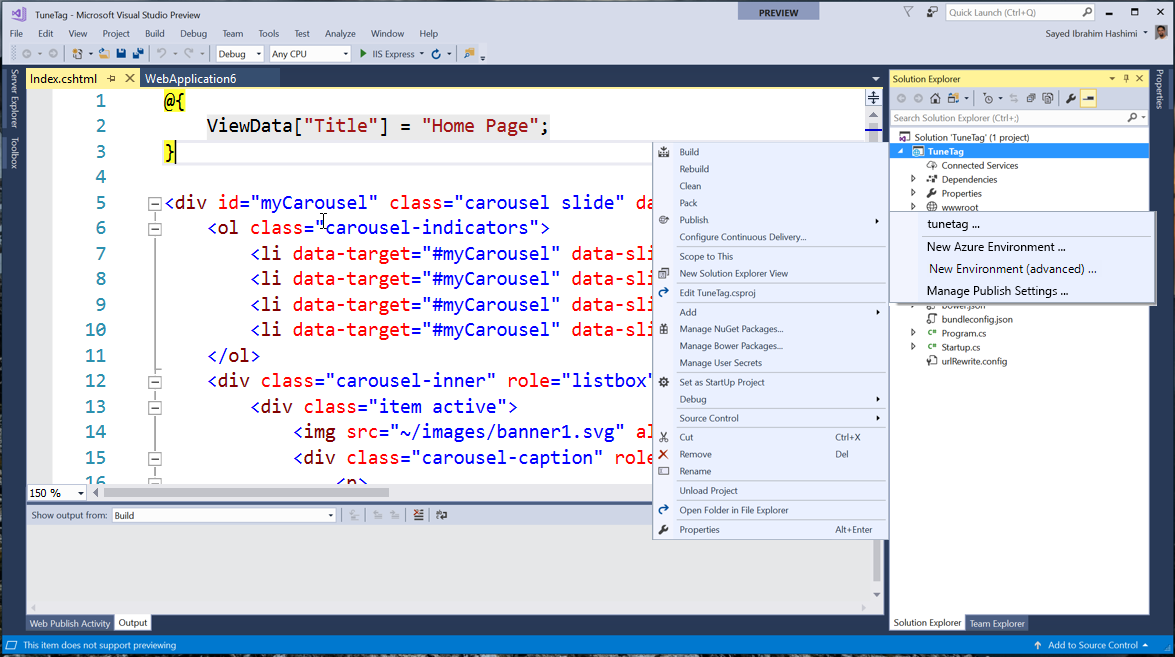 TuneTag - Microsoft Visual Studio Preview
PREVIEW
Quick Launch (Ctrl+Q)
File Edit View Project Build Debug Team Tools Test Analyze Window Help
Sayed Ibrahim Hashimi
Debug Any CPU IIS Express
Server Explorer
Toolbox
Index.cshtml WebApplication6
1 @{
2 ViewData["Title"] = "Home Page";
3 }
4
5 <div id="myCarousel" class="carousel slide" da
6 <ol class="carousel-indicators">
7 <li data-target="#myCarousel" data-sli
8 <li data-target="#myCarousel" data-sli
9 <li data-target="#myCarousel" data-sli
10 <li data-target="#myCarousel" data-sli
11 </ol>
12 <div class="carousel-inner" role="listbox"
13 <div class="item active">
14 <img src="~/images/banner1.svg" al
15 <div class="carousel-caption" role
16 <p>
150 %
Show output from: Build
Web Publish Activity Output
Build
Rebuild
Clean
Pack
Publish
Configure Continuous Delivery...
Scope to This
New Solution Explorer View
Edit TuneTag.csproj
Add
Manage NuGet Packages...
Manage Bower Packages...
Manage User Secrets
Set as StartUp Project
Debug
Source Control
Cut Ctrl+X
Remove Del
Rename
Unload Project
Open Folder in File Explorer
Properties Alt+Enter
Solution Explorer
Search Solution Explorer (Ctrl+;)
Solution 'TuneTag' (1 project)
TuneTag
Connected Services
Dependencies
Properties
wwwroot
tunetag ...
New Azure Environment ...
New Environment (advanced) ...
Manage Publish Settings ...
bower.json
bundleconfig.json
Program.cs
Startup.cs
urlRewrite.config
Solution Explorer Team Explorer
Properties
This item does not support previewing
Add to Source Control